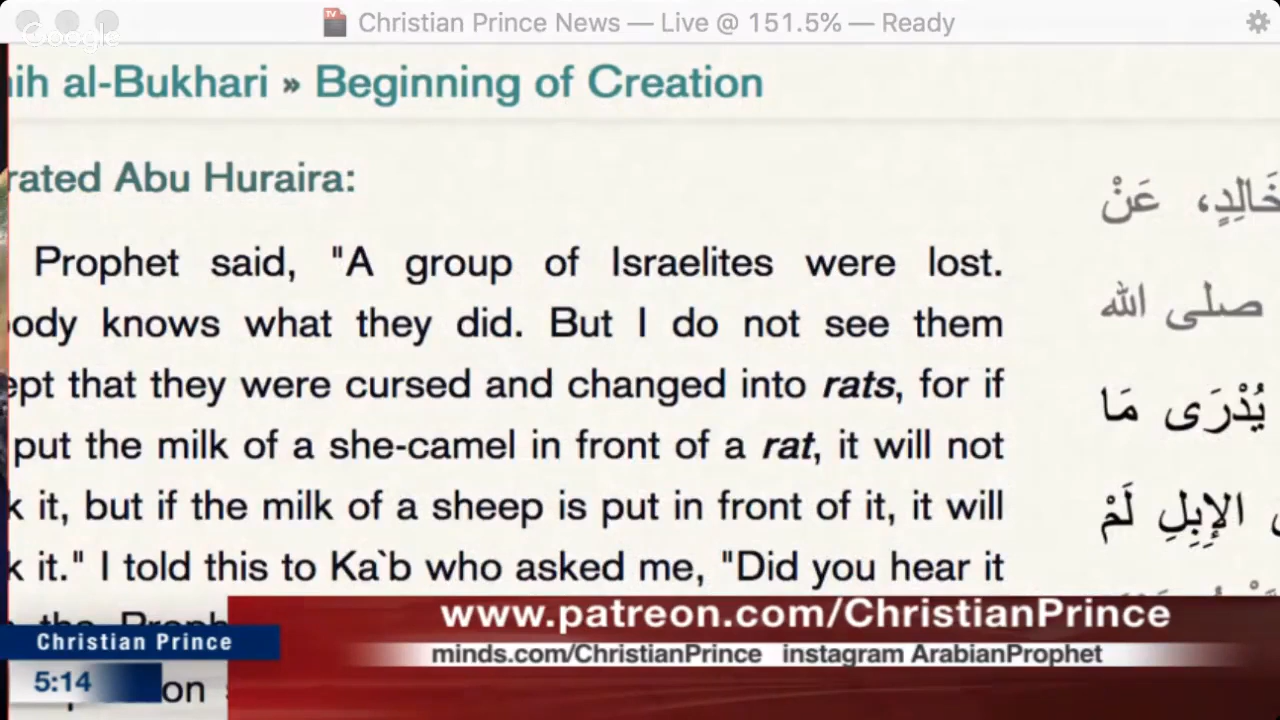 Christian Prince News — Live @ 151.5% — Ready
Google
al-Bukhari » Beginning of Creation
Abu Huraira:
خَالِدٍ، عَنْ
Prophet said, "A group of Israelites were lost.
صلى الله
knows what they did. But I do not see them
that they were cursed and changed into rats, for if
يُدْرَى مَا
put the milk of a she-camel in front of a rat, it will not
it, but if the milk of a sheep is put in front of it, it will
الإِبِلِ لَمْ
it." I told this to Ka`b who asked me, "Did you hear it
www.patreon.com/ChristianPrince
Christian Prince
minds.com/ChristianPrince instagram ArabianProphet
5:14
on